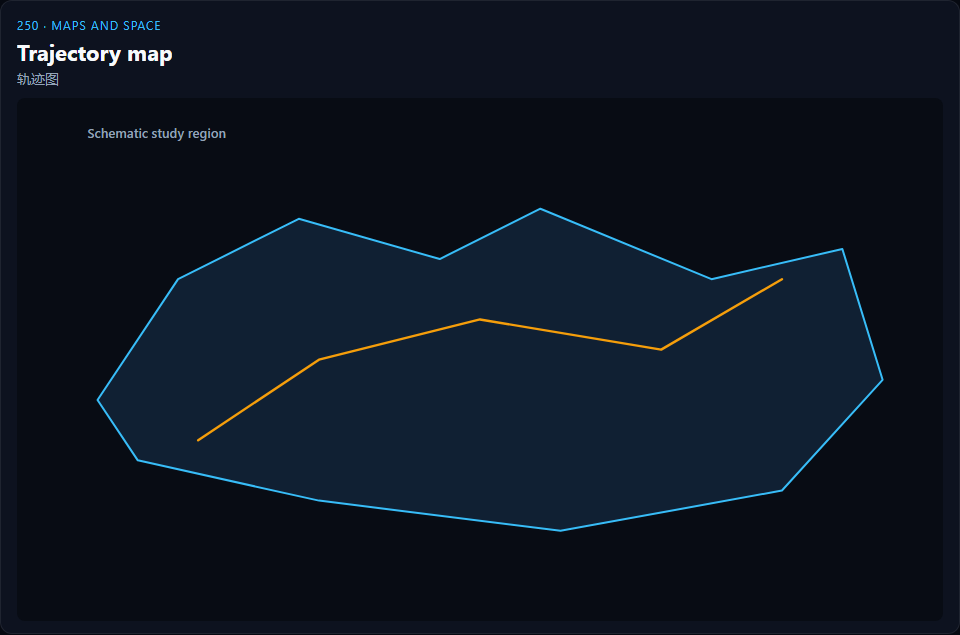 250 · MAPS AND SPACE
Trajectory map
轨迹图
Schematic study region